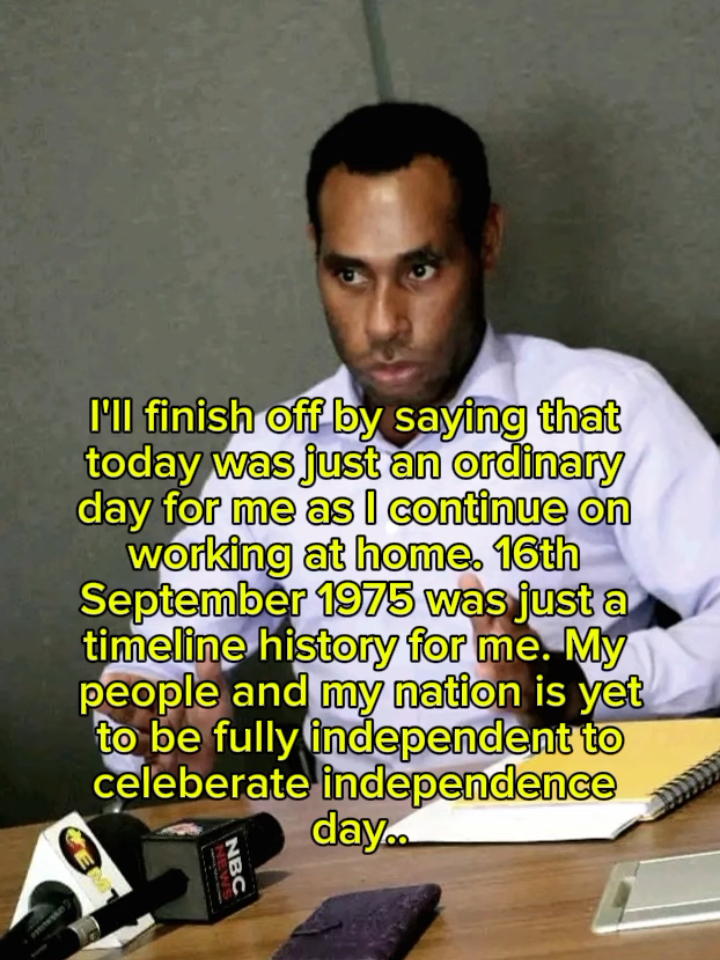 I'll finish off by saying that
today was just an ordinary
day for me as I continue on
working at home. 16th
September 1975 was just a
timeline history for me. My
people and my nation is yet
to be fully independent to
celeberate independence
day..
EM
NBC
NEWS